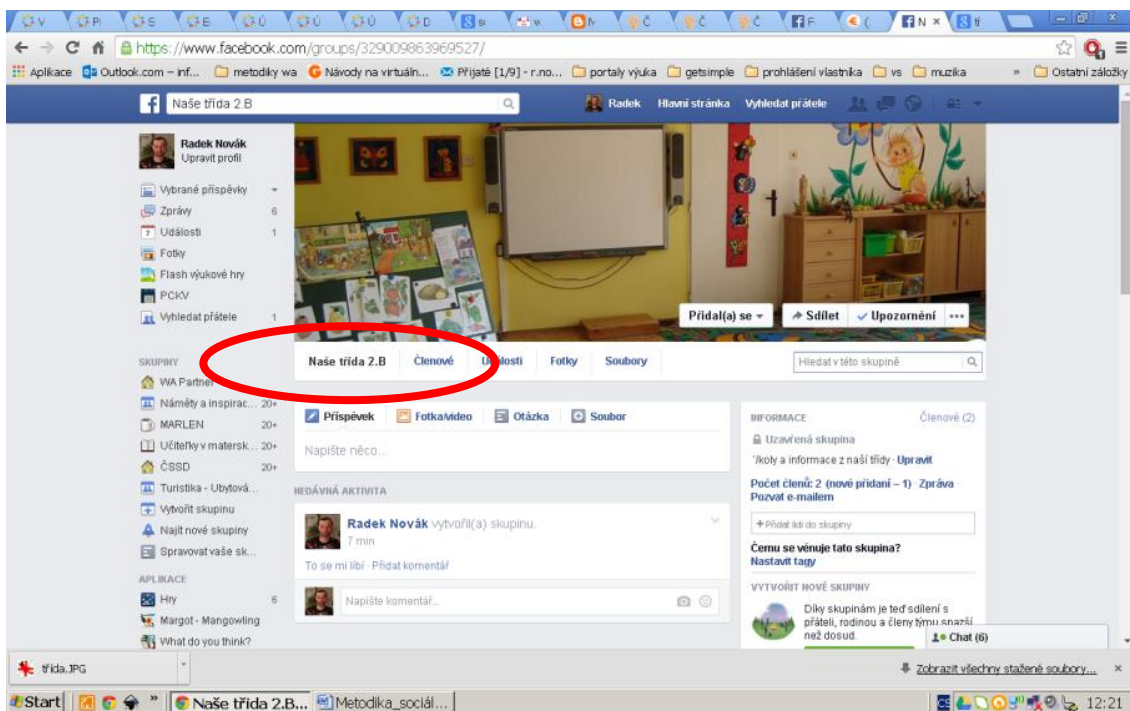 https://www.facebook.com/groups/329009863969527/
Aplikace Outlook.com – inf... metodiky wa Návody na virtuáln... Přijaté [1/9] - r.no... portaly výuka getsimple prohlášení vlastníka vs muzika » Ostatní záložky
Naše třída 2.B Radek Hlavní stránka Vyhledat přátele
Radek Novák
Upravit profil
Vybrané příspěvky
Zprávy 6
Události 1
Fotky
Flash výukové hry
PCKV
Vyhledat přátele 1
SKUPINY
WA Partner
Náměty a inspirac... 20+
MARLEN 20+
Učiteľky v matersk... 20+
ČSSD 20+
Turistika - Ubytová...
Vytvořit skupinu
Najít nové skupiny
Spravovat vaše sk...
APLIKACE
Hry 6
Margot - Mangowling
What do you think?
Přidal(a) se Sdílet Upozornění
Naše třída 2.B Členové Události Fotky Soubory Hledat v této skupině
Příspěvek Fotka/video Otázka Soubor
Napište něco...
NEDÁVNÁ AKTIVITA
Radek Novák vytvořil(a) skupinu.
7 min
To se mi líbí · Přidat komentář
Napište komentář...
INFORMACE Členové (2)
Uzavřená skupina
'/koly a informace z naší třídy · Upravit
Počet členů: 2 (nové přidaní – 1) · Zpráva
Pozvat e-mailem
+ Přidat lidi do skupiny
Čemu se věnuje tato skupina?
Nastavit tagy
VYTVOŘIT NOVÉ SKUPINY
Díky skupinám je teď sdílení s
přáteli, rodinou a členy týmu snazší
než dosud.
Chat (6)
třída.JPG Zobrazit všechny stažené soubory...
Start » Naše třída 2.B... Metodika_sociál... CS 12:21